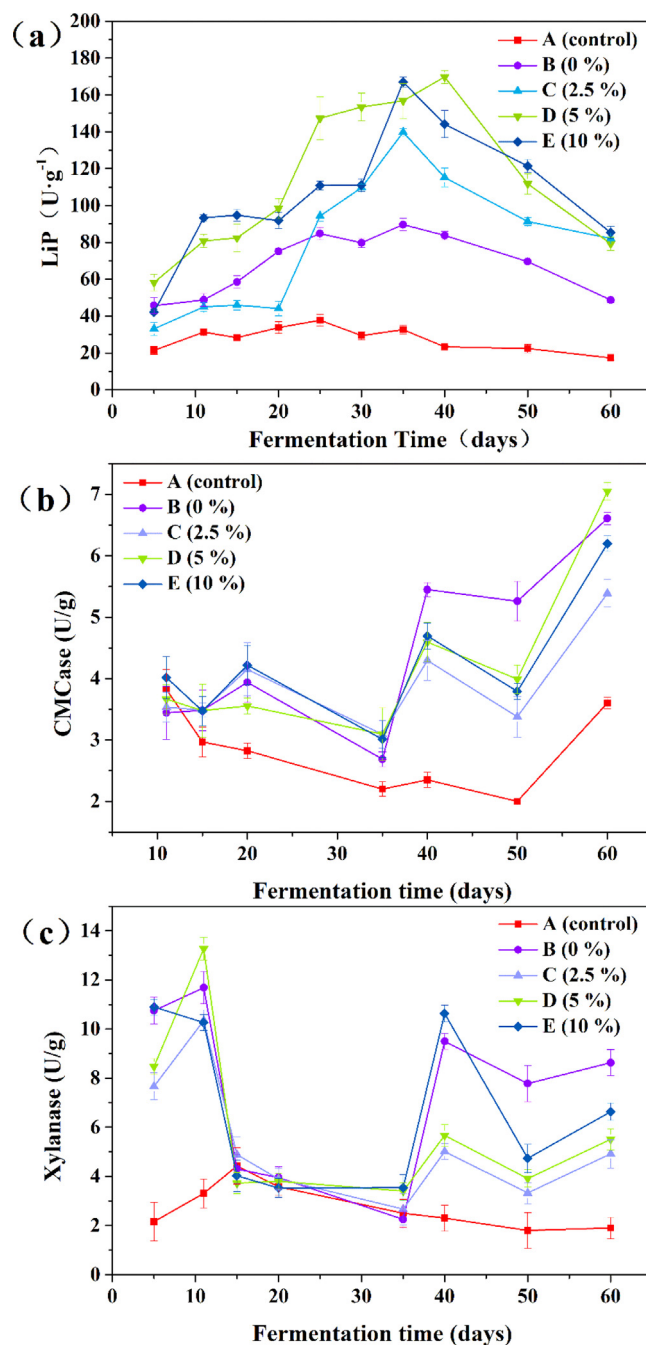 (a)
200
180
160
140
120
100
80
60
40
20
0
LiP（U·g⁻¹）
A (control)
B (0 %)
C (2.5 %)
D (5 %)
E (10 %)
0 10 20 30 40 50 60
Fermentation Time（days）
（b）
7
6
5
4
3
2
CMCase (U/g)
A (control)
B (0 %)
C (2.5 %)
D (5 %)
E (10 %)
10 20 30 40 50 60
Fermentation time (days)
（c）
14
12
10
8
6
4
2
0
Xylanase (U/g)
A (control)
B (0 %)
C (2.5 %)
D (5 %)
E (10 %)
0 10 20 30 40 50 60
Fermentation time (days)